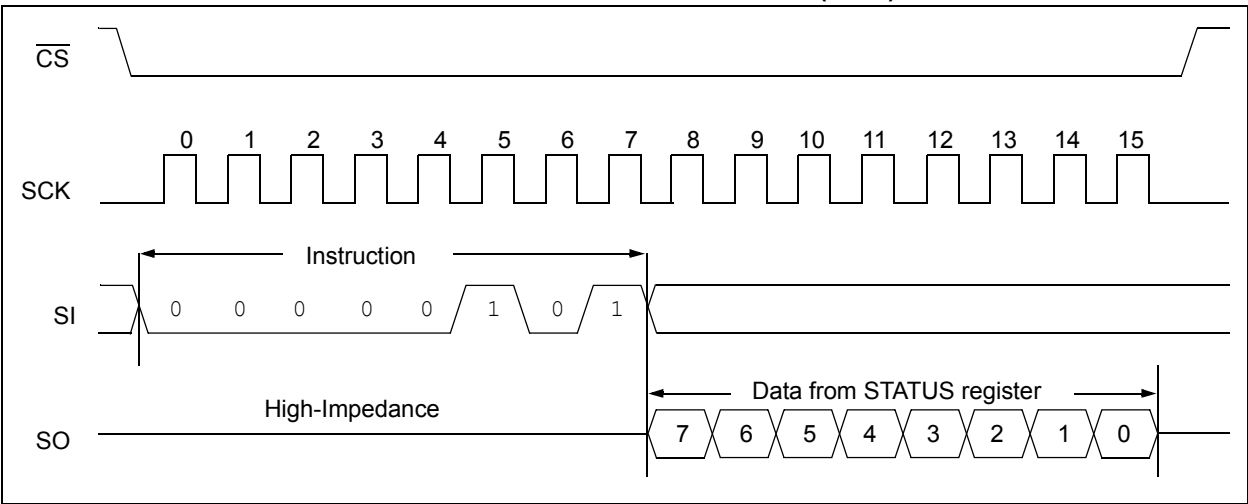 CS
0 1 2 3 4 5 6 7 8 9 10 11 12 13 14 15
SCK
Instruction
SI 0 0 0 0 0 1 0 1
Data from STATUS register
High-Impedance
SO 7 6 5 4 3 2 1 0